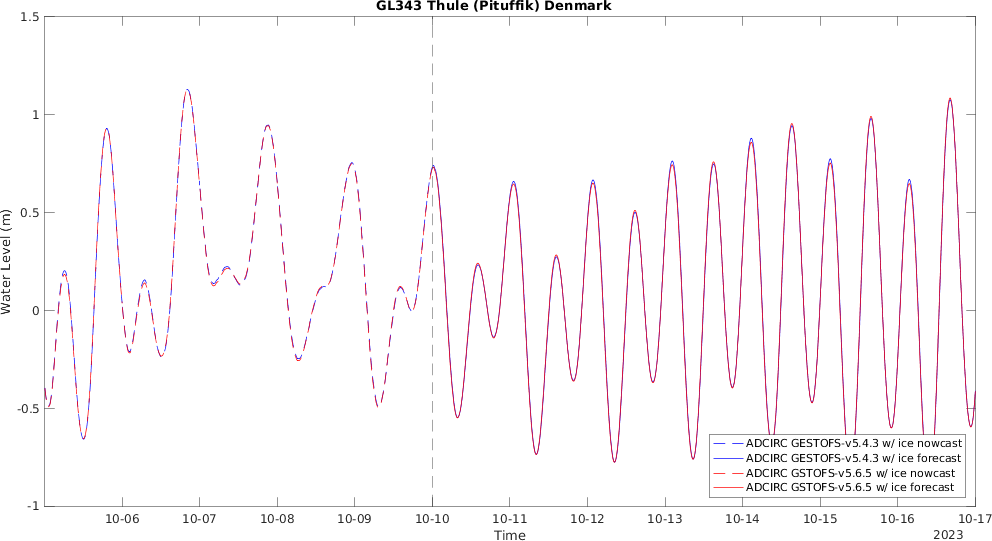 GL343 Thule (Pituffik) Denmark
1.5
1
0.5
0
-0.5
-1
Water Level (m)
10-06 10-07 10-08 10-09 10-10 10-11 10-12 10-13 10-14 10-15 10-16 10-17
Time
2023
ADCIRC GESTOFS-v5.4.3 w/ ice nowcast
ADCIRC GESTOFS-v5.4.3 w/ ice forecast
ADCIRC GSTOFS-v5.6.5 w/ ice nowcast
ADCIRC GSTOFS-v5.6.5 w/ ice forecast